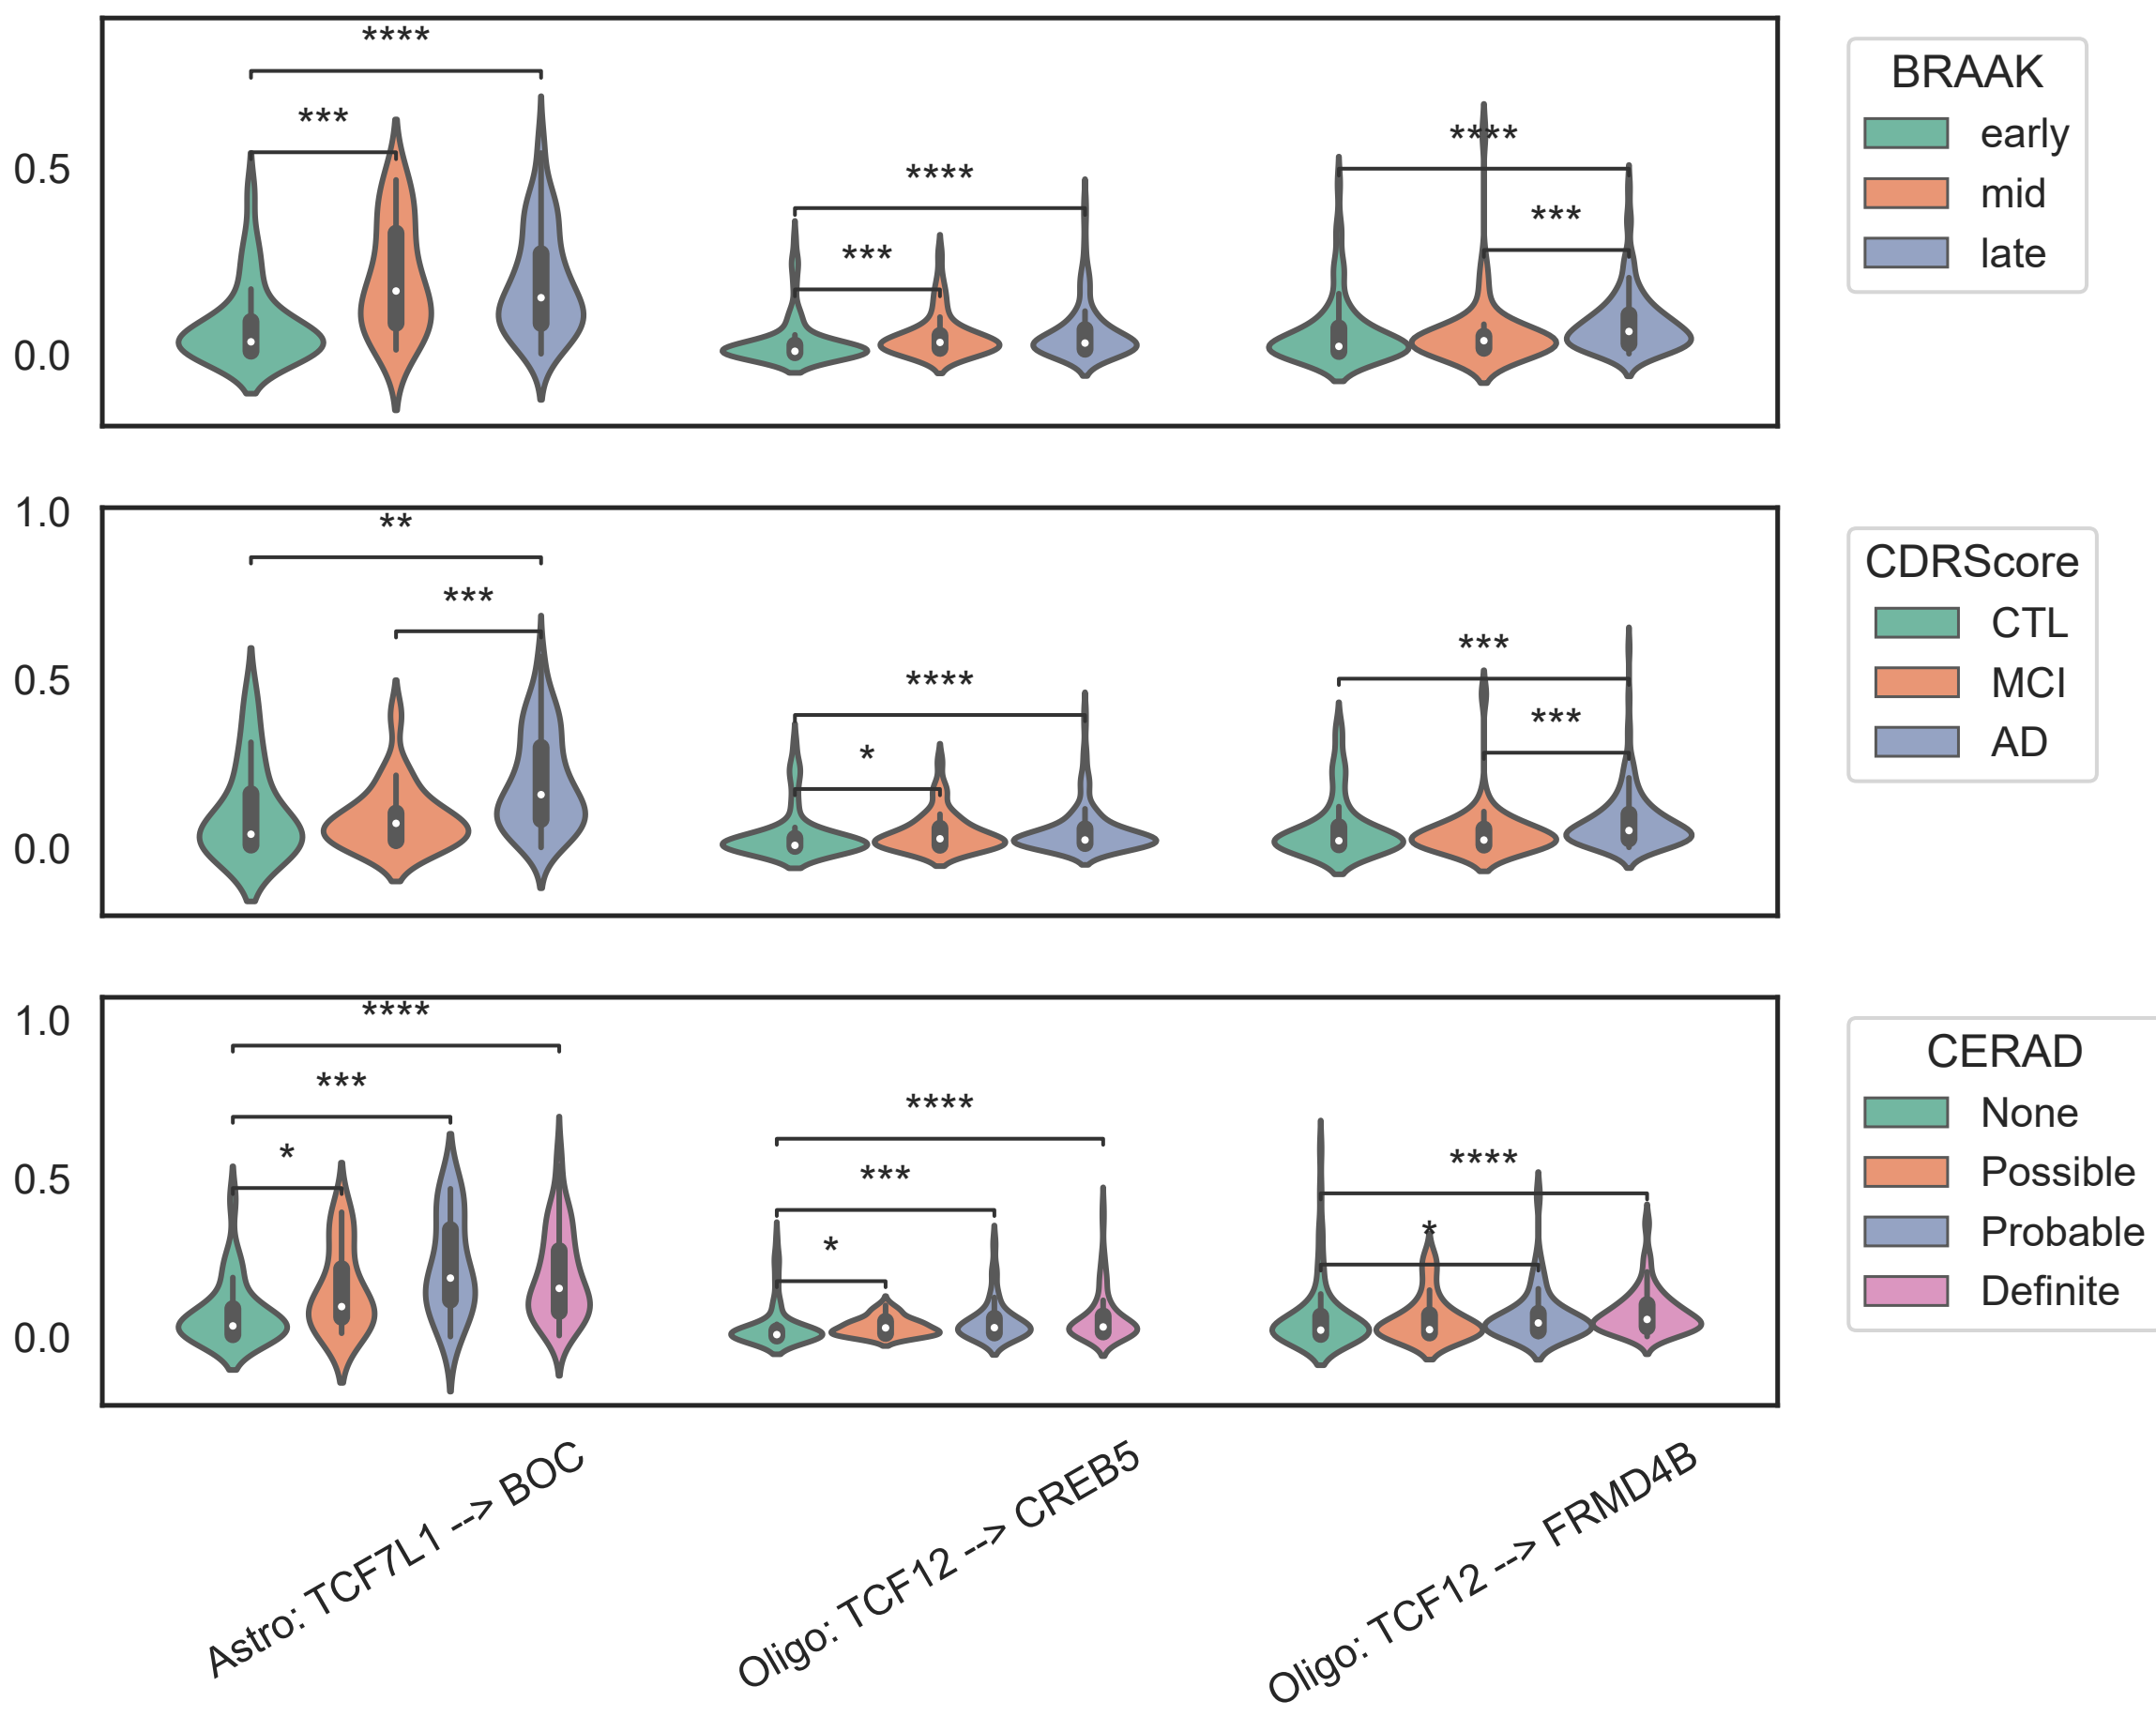 ****
***
****
***
****
***
0.5
0.0
BRAAK
early
mid
late
**
***
****
*
***
***
1.0
0.5
0.0
CDRScore
CTL
MCI
AD
****
***
*
****
***
*
****
*
1.0
0.5
0.0
CERAD
None
Possible
Probable
Definite
Astro: TCF7L1 --> BOC
Oligo: TCF12 --> CREB5
Oligo: TCF12 --> FRMD4B